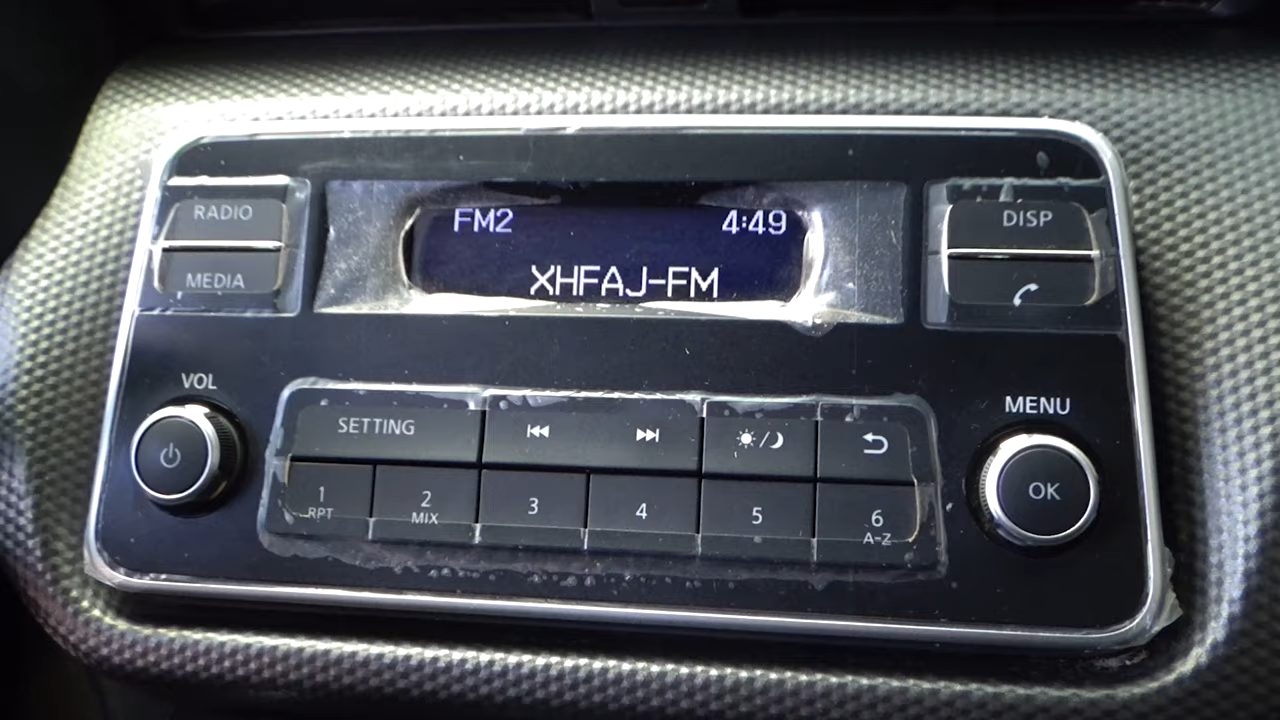 RADIO
MEDIA
FM2 4:49
XHFAJ-FM
DISP
VOL
SETTING
MENU
OK
1
RPT
2
MIX
3
4
5
6
A-Z